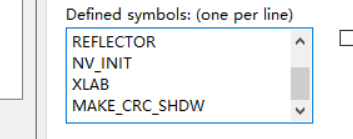 Defined symbols: (one per line)
REFLECTOR
NV_INIT
XLAB
MAKE_CRC_SHDW